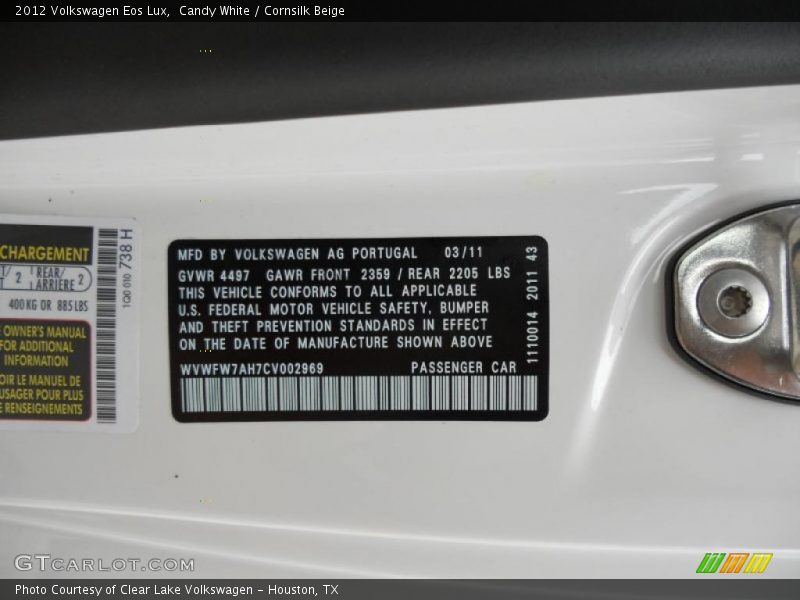 2012 Volkswagen Eos Lux, Candy White / Cornsilk Beige
CHARGEMENT
2 REAR/ 2
ARRIÈRE
400 KG OR 885 LBS
OWNER'S MANUAL
FOR ADDITIONAL
INFORMATION
OIR LE MANUEL DE
USAGER POUR PLUS
E RENSEIGNEMENTS
1Q0 010 738 H
MFD BY VOLKSWAGEN AG PORTUGAL 03/11
GVWR 4497 GAWR FRONT 2359 / REAR 2205 LBS
THIS VEHICLE CONFORMS TO ALL APPLICABLE
U.S. FEDERAL MOTOR VEHICLE SAFETY, BUMPER
AND THEFT PREVENTION STANDARDS IN EFFECT
ON THE DATE OF MANUFACTURE SHOWN ABOVE
WVWFW7AH7CV002969 PASSENGER CAR
1110014 2011 43
GTCARLOT.COM
Photo Courtesy of Clear Lake Volkswagen - Houston, TX